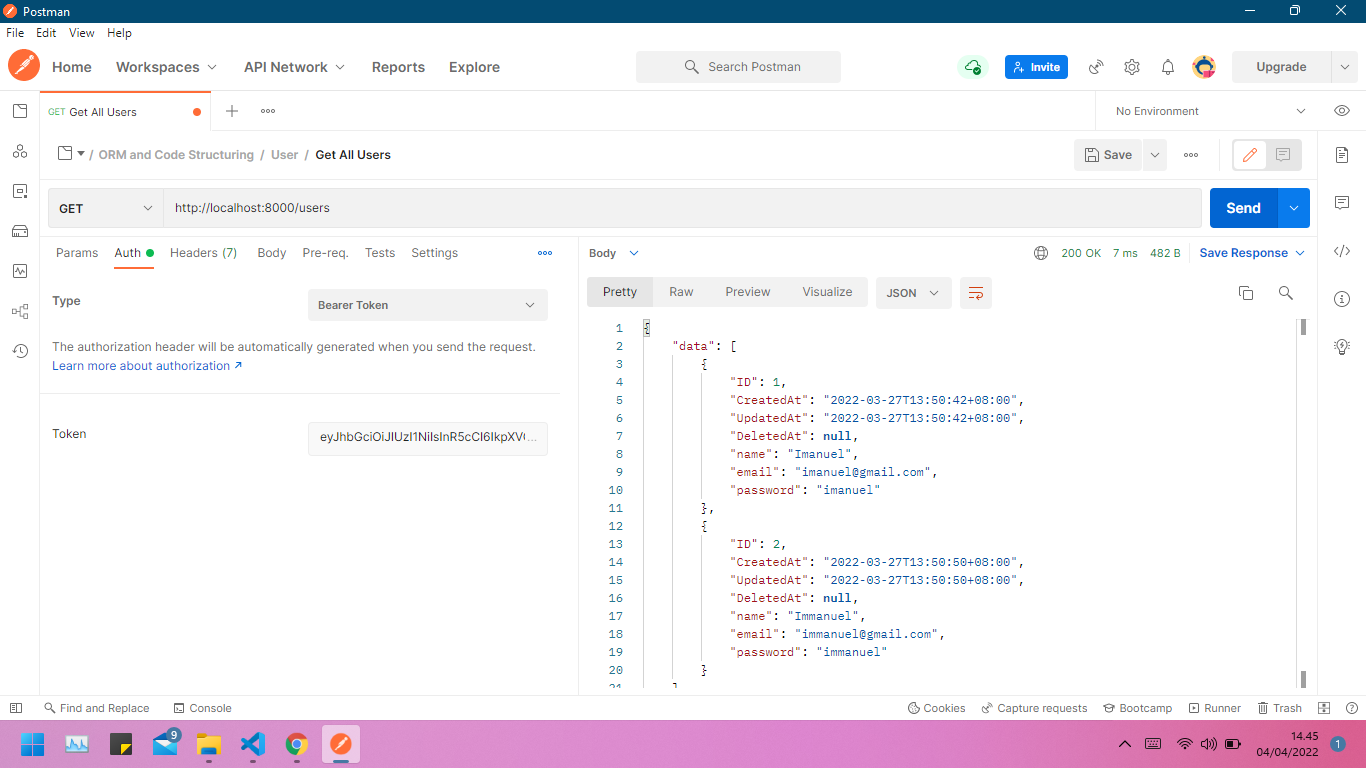 Postman
File Edit View Help
Home Workspaces API Network Reports Explore Search Postman Invite Upgrade
GET Get All Users No Environment
/ ORM and Code Structuring / User / Get All Users Save
GET http://localhost:8000/users Send
Params Auth Headers (7) Body Pre-req. Tests Settings
Type Bearer Token
The authorization header will be automatically generated when you send the request.
Learn more about authorization ↗
Token
Body 200 OK 7 ms 482 B Save Response
Pretty Raw Preview Visualize JSON
1 {
2 "data": [
3 {
4 "ID": 1,
5 "CreatedAt": "2022-03-27T13:50:42+08:00",
6 "UpdatedAt": "2022-03-27T13:50:42+08:00",
7 "DeletedAt": null,
8 "name": "Imanuel",
9 "email": "imanuel@gmail.com",
10 "password": "imanuel"
11 },
12 {
13 "ID": 2,
14 "CreatedAt": "2022-03-27T13:50:50+08:00",
15 "UpdatedAt": "2022-03-27T13:50:50+08:00",
16 "DeletedAt": null,
17 "name": "Immanuel",
18 "email": "immanuel@gmail.com",
19 "password": "immanuel"
20 }
21 ]
Find and Replace Console Cookies Capture requests Bootcamp Runner Trash
9
14.45
04/04/2022
1